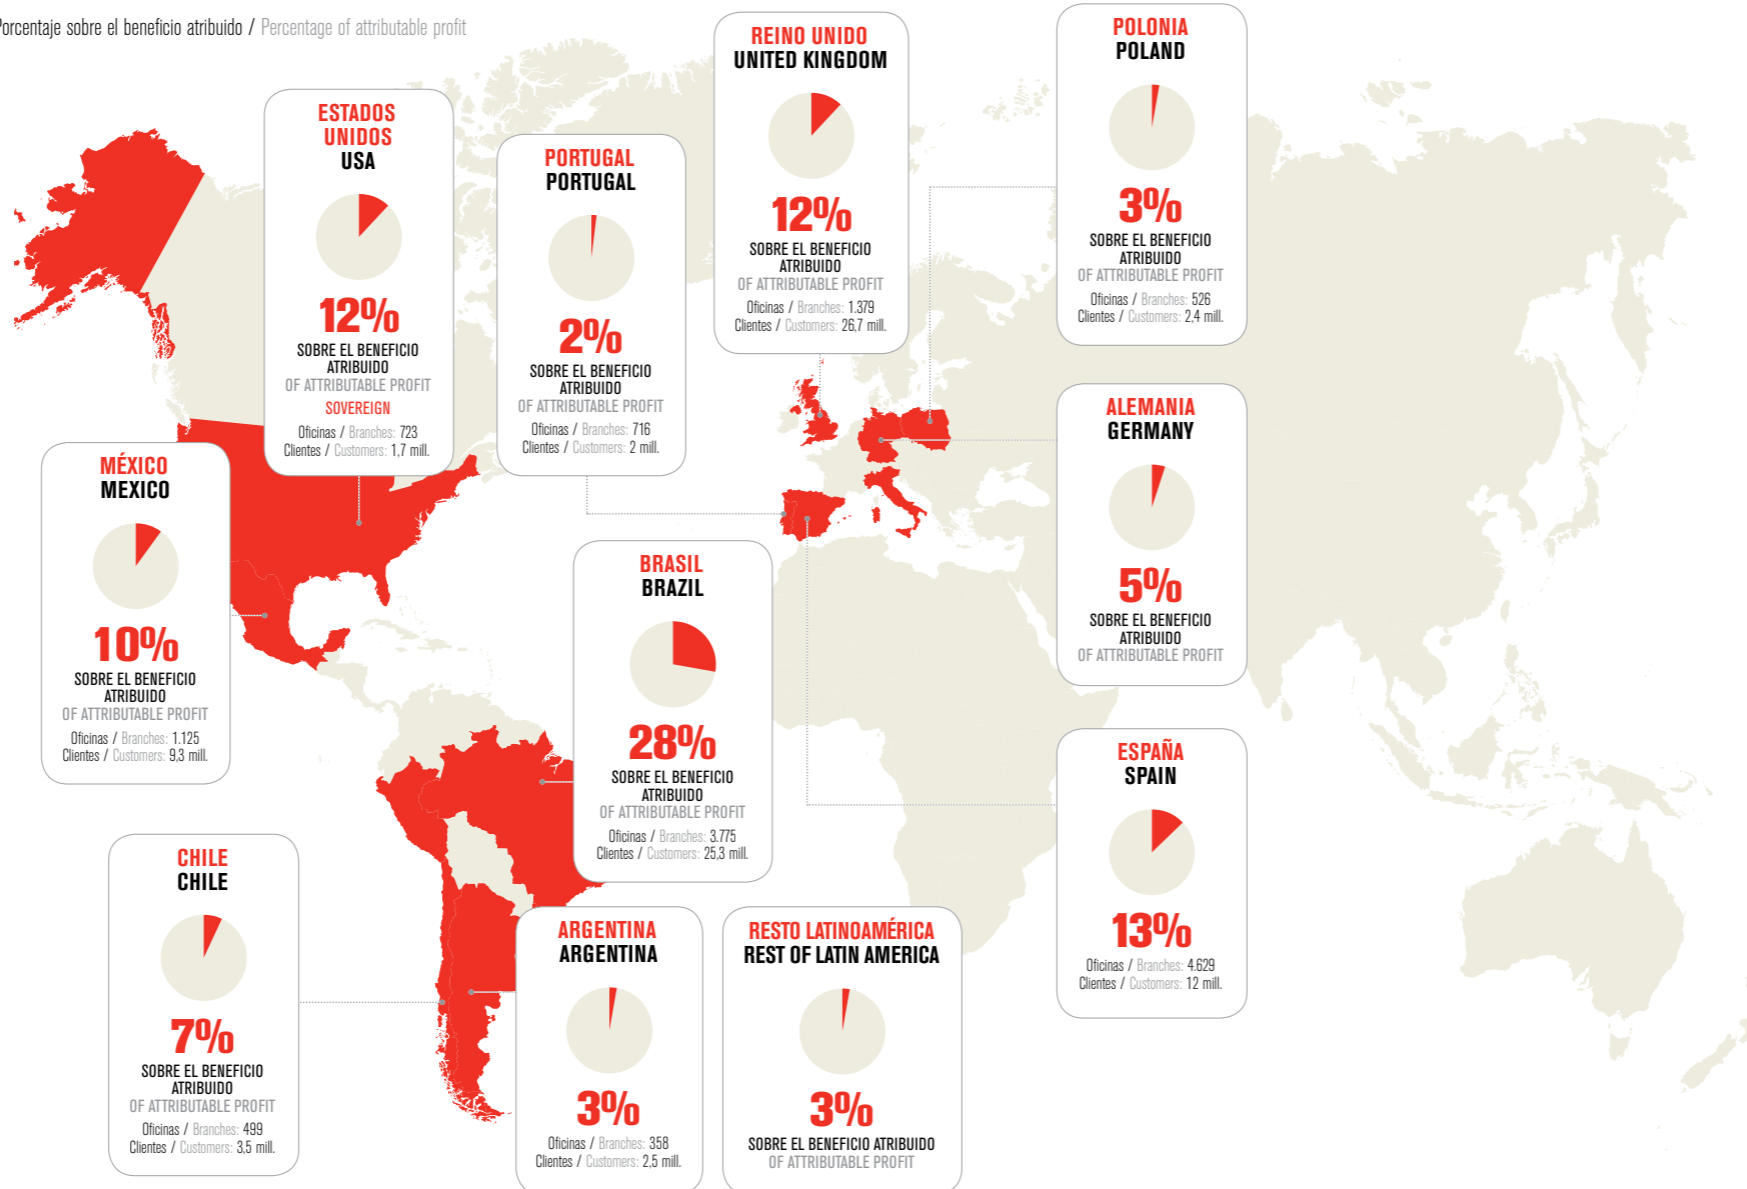 Porcentaje sobre el beneficio atribuido / Percentage of attributable profit
ESTADOS
UNIDOS
USA
12%
SOBRE EL BENEFICIO
ATRIBUIDO
OF ATTRIBUTABLE PROFIT
SOVEREIGN
Oficinas / Branches: 723
Clientes / Customers: 1,7 mill.
PORTUGAL
PORTUGAL
2%
SOBRE EL BENEFICIO
ATRIBUIDO
OF ATTRIBUTABLE PROFIT
Oficinas / Branches: 716
Clientes / Customers: 2 mill.
REINO UNIDO
UNITED KINGDOM
12%
SOBRE EL BENEFICIO
ATRIBUIDO
OF ATTRIBUTABLE PROFIT
Oficinas / Branches: 1.379
Clientes / Customers: 26,7 mill.
POLONIA
POLAND
3%
SOBRE EL BENEFICIO
ATRIBUIDO
OF ATTRIBUTABLE PROFIT
Oficinas / Branches: 526
Clientes / Customers: 2,4 mill.
MÉXICO
MEXICO
10%
SOBRE EL BENEFICIO
ATRIBUIDO
OF ATTRIBUTABLE PROFIT
Oficinas / Branches: 1.125
Clientes / Customers: 9,3 mill.
ALEMANIA
GERMANY
5%
SOBRE EL BENEFICIO
ATRIBUIDO
OF ATTRIBUTABLE PROFIT
BRASIL
BRAZIL
28%
SOBRE EL BENEFICIO
ATRIBUIDO
OF ATTRIBUTABLE PROFIT
Oficinas / Branches: 3.775
Clientes / Customers: 25,3 mill.
ESPAÑA
SPAIN
13%
Oficinas / Branches: 4.629
Clientes / Customers: 12 mill.
CHILE
CHILE
7%
SOBRE EL BENEFICIO
ATRIBUIDO
OF ATTRIBUTABLE PROFIT
Oficinas / Branches: 499
Clientes / Customers: 3,5 mill.
ARGENTINA
ARGENTINA
3%
Oficinas / Branches: 358
Clientes / Customers: 2,5 mill.
RESTO LATINOAMÉRICA
REST OF LATIN AMERICA
3%
SOBRE EL BENEFICIO ATRIBUIDO
OF ATTRIBUTABLE PROFIT